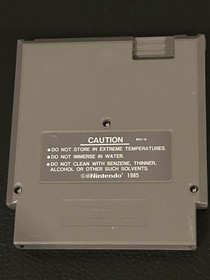 CAUTION REV-A
●DO NOT STORE IN EXTREME TEMPERATURES.
●DO NOT IMMERSE IN WATER.
●DO NOT CLEAN WITH BENZENE, THINNER,
ALCOHOL OR OTHER SUCH SOLVENTS.
©®Nintendo® 1985